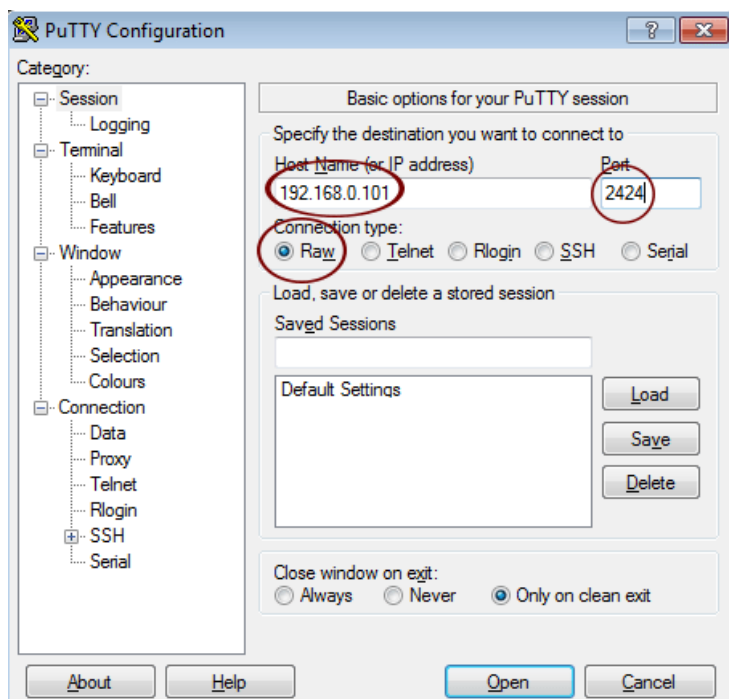 PuTTY Configuration
Category:
Session
Logging
Terminal
Keyboard
Bell
Features
Window
Appearance
Behaviour
Translation
Selection
Colours
Connection
Data
Proxy
Telnet
Rlogin
SSH
Serial
Basic options for your PuTTY session
Specify the destination you want to connect to
Host Name (or IP address) Port
192.168.0.101 2424
Connection type:
Raw Telnet Rlogin SSH Serial
Load, save or delete a stored session
Saved Sessions
Default Settings
Load
Save
Delete
Close window on exit:
Always Never Only on clean exit
About Help Open Cancel